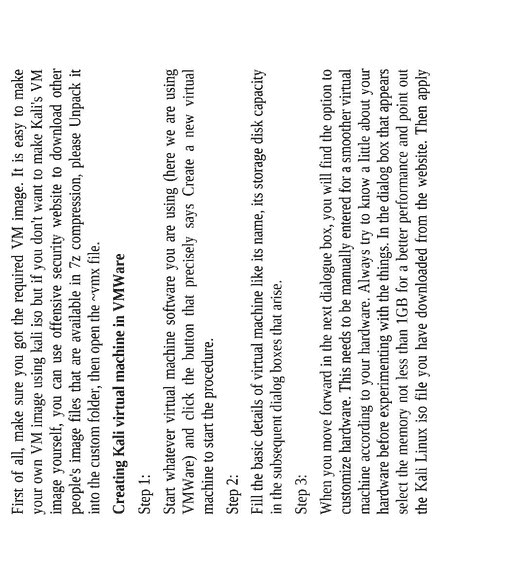 First of all, make sure you got the required VM image. It is easy to make
your own VM image using kali iso but if you don't want to make Kali's VM
image yourself, you can use offensive security website to download other
people's image files that are available in 7z compression, please Unpack it
into the custom folder, then open the ~vmx file.
Creating Kali virtual machine in VMWare
Step 1:
Start whatever virtual machine software you are using (here we are using
VMWare) and click the button that precisely says Create a new virtual
machine to start the procedure.
Step 2:
Fill the basic details of virtual machine like its name, its storage disk capacity
in the subsequent dialog boxes that arise.
Step 3:
When you move forward in the next dialogue box, you will find the option to
customize hardware. This needs to be manually entered for a smoother virtual
machine according to your hardware. Always try to know a little about your
hardware before experimenting with the things. In the dialog box that appears
select the memory not less than 1GB for a better performance and point out
the Kali Linux iso file you have downloaded from the website. Then apply